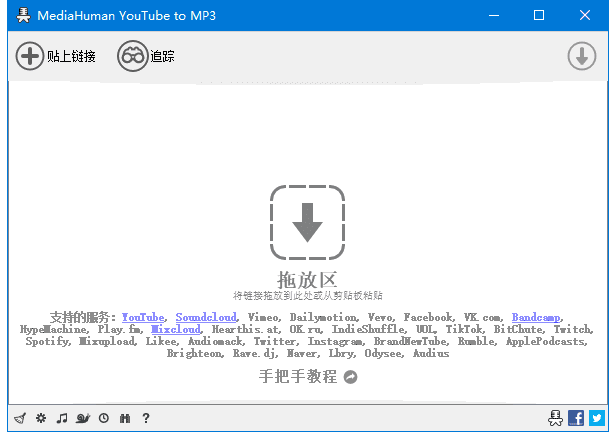 MediaHuman YouTube to MP3
贴上链接 追踪
拖放区
将链接拖放到此处或从剪贴板粘贴
支持的服务: YouTube, Soundcloud, Vimeo, Dailymotion, Vevo, Facebook, VK.com, Bandcamp,
HypeMachine, Play.fm, Mixcloud, Hearthis.at, OK.ru, IndieShuffle, UOL, TikTok, BitChute, Twitch,
Spotify, Mixupload, Likee, Audiomack, Twitter, Instagram, BrandNewTube, Rumble, ApplePodcasts,
Brighteon, Rave.dj, Naver, Lbry, Odysee, Audius
手把手教程